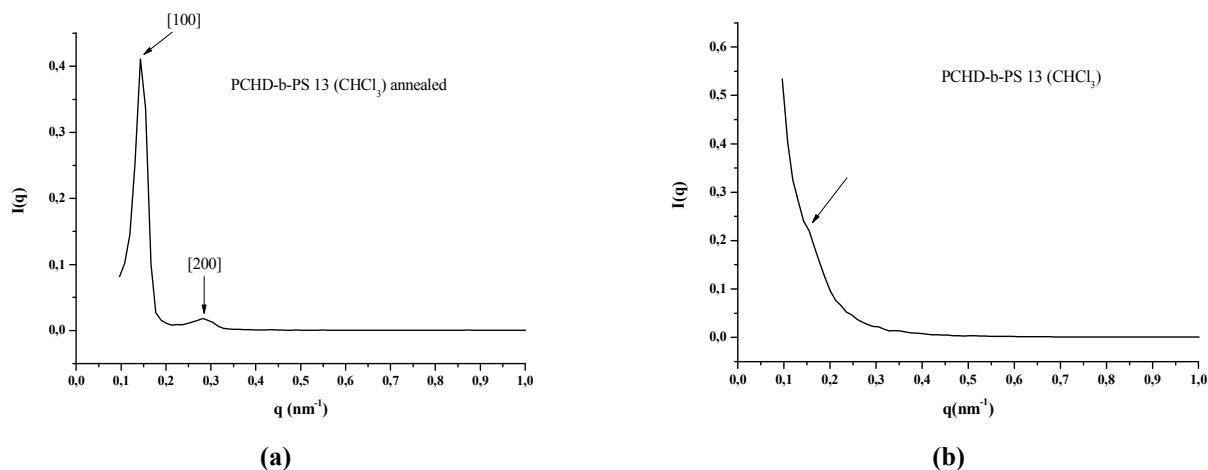 [100]
0,4
PCHD-b-PS 13 (CHCl3) annealed
0,3
I(q)
0,2
[200]
0,1
0,0
0,0 0,1 0,2 0,3 0,4 0,5 0,6 0,7 0,8 0,9 1,0
q (nm-1)
(a)
0,6
PCHD-b-PS 13 (CHCl3)
0,5
0,4
I(q)
0,3
0,2
0,1
0,0
0,0 0,1 0,2 0,3 0,4 0,5 0,6 0,7 0,8 0,9 1,0
q(nm-1)
(b)